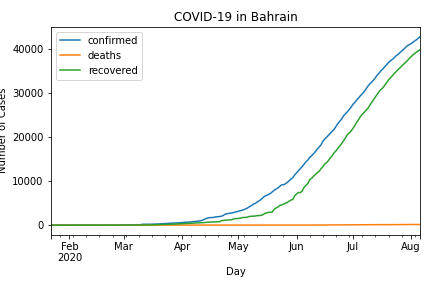 COVID-19 in Bahrain
confirmed
deaths
recovered
Number of Cases
40000
30000
20000
10000
0
Feb Mar Apr May Jun Jul Aug
2020
Day